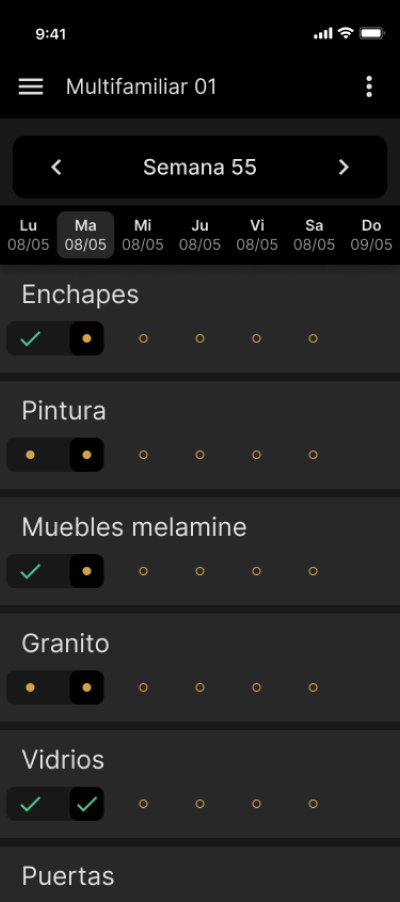 9:41
Multifamiliar 01
Semana 55
Lu Ma Mi Ju Vi Sa Do
08/05 08/05 08/05 08/05 08/05 08/05 09/05
Enchapes
Pintura
Muebles melamine
Granito
Vidrios
Puertas